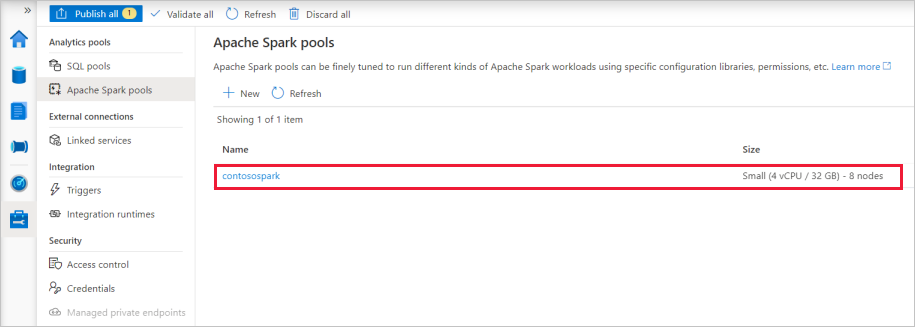 »
Publish all 1 Validate all Refresh Discard all
Analytics pools
SQL pools
Apache Spark pools
External connections
Linked services
Integration
Triggers
Integration runtimes
Security
Access control
Credentials
Managed private endpoints
Apache Spark pools
Apache Spark pools can be finely tuned to run different kinds of Apache Spark workloads using specific configuration libraries, permissions, etc. Learn more
New Refresh
Showing 1 of 1 item
Name Size
contosospark Small (4 vCPU / 32 GB) - 8 nodes